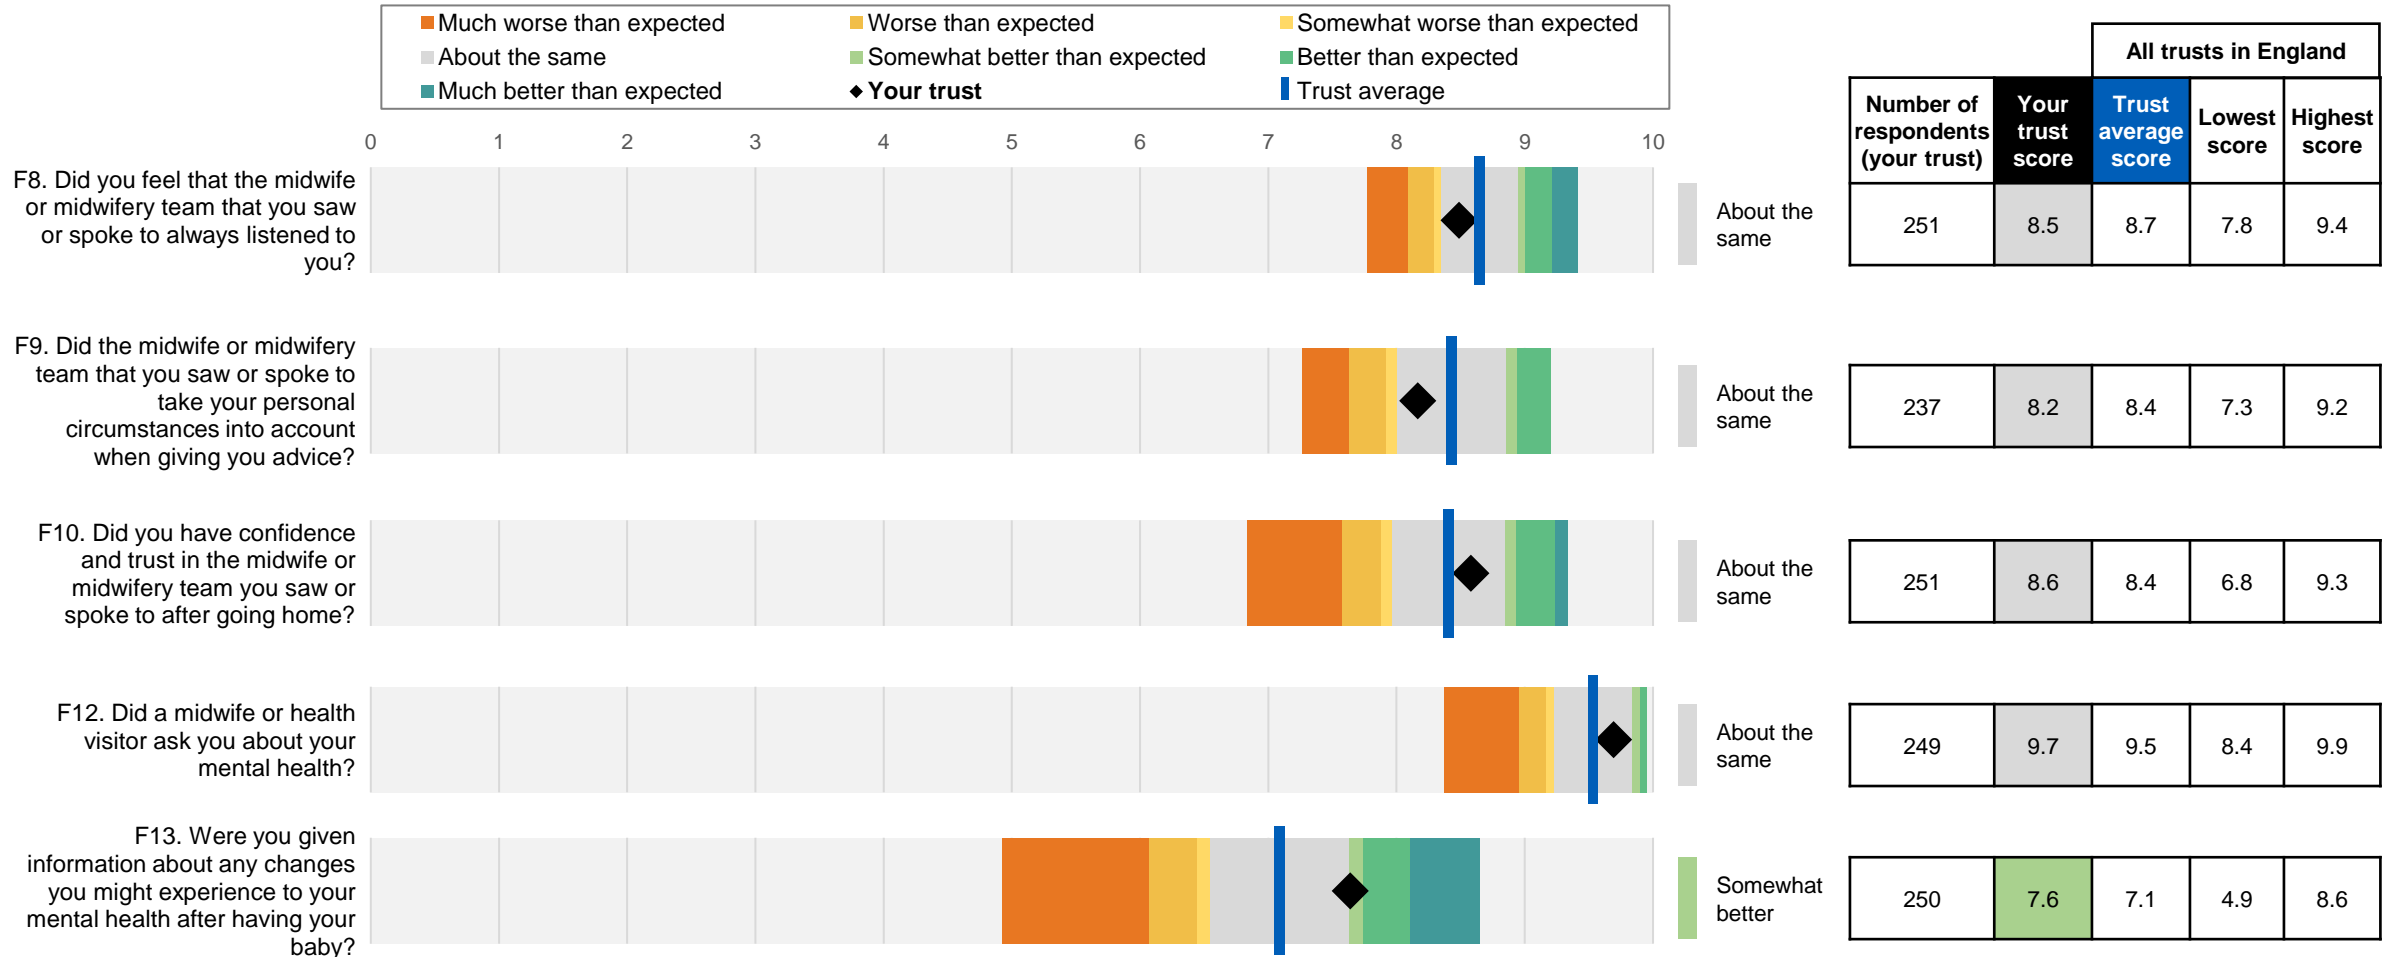 Much worse than expected
Worse than expected
Somewhat worse than expected
About the same
Somewhat better than expected
Better than expected
Much better than expected
Your trust
Trust average
All trusts in England
Number of
respondents
(your trust)
Your
trust
score
Trust
average
score
Lowest
score
Highest
score
0 1 2 3 4 5 6 7 8 9 10
F8. Did you feel that the midwife
or midwifery team that you saw
or spoke to always listened to
you?
About the
same
251 8.5 8.7 7.8 9.4
F9. Did the midwife or midwifery
team that you saw or spoke to
take your personal
circumstances into account
when giving you advice?
About the
same
237 8.2 8.4 7.3 9.2
F10. Did you have confidence
and trust in the midwife or
midwifery team you saw or
spoke to after going home?
About the
same
251 8.6 8.4 6.8 9.3
F12. Did a midwife or health
visitor ask you about your
mental health?
About the
same
249 9.7 9.5 8.4 9.9
F13. Were you given
information about any changes
you might experience to your
mental health after having your
baby?
Somewhat
better
250 7.6 7.1 4.9 8.6